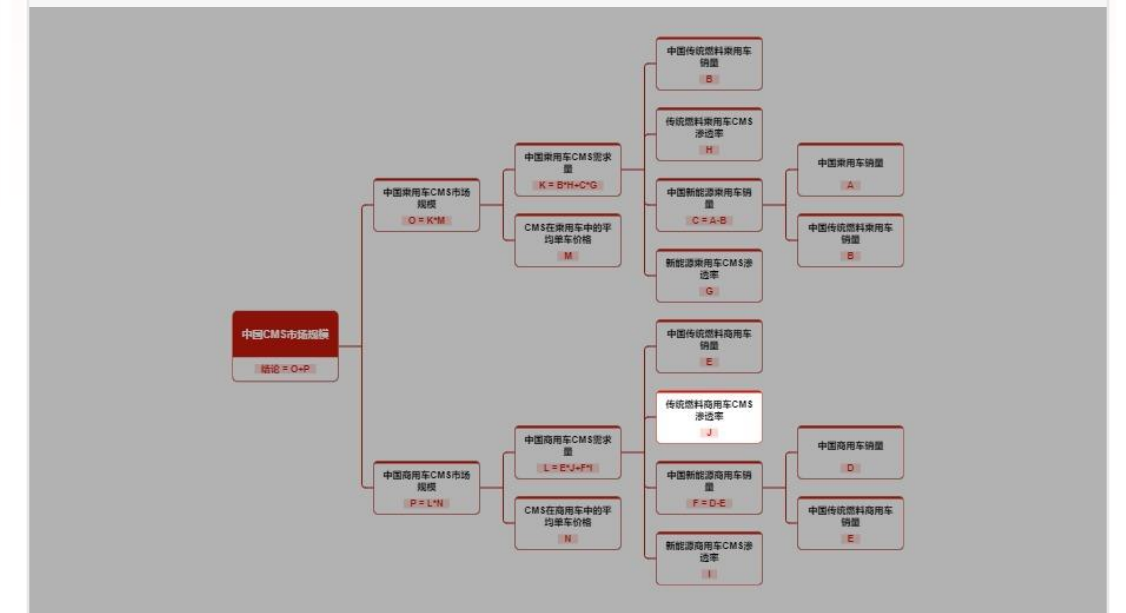 中国CMS市场规模
结论 = O+P
中国乘用车CMS市场
规模
O = K*M
中国乘用车CMS需求
量
K = B*H+C*G
中国传统燃料乘用车
销量
B
传统燃料乘用车CMS
渗透率
H
中国新能源乘用车销
量
C = A-B
中国乘用车销量
A
中国传统燃料乘用车
销量
B
新能源乘用车CMS渗
透率
G
CMS在乘用车中的平
均单车价格
M
中国商用车CMS市场
规模
P = L*N
中国商用车CMS需求
量
L = E*J+F*I
中国传统燃料商用车
销量
E
传统燃料商用车CMS
渗透率
J
中国新能源商用车销
量
F = D-E
中国商用车销量
D
中国传统燃料商用车
销量
E
新能源商用车CMS渗
透率
I
CMS在商用车中的平
均单车价格
N